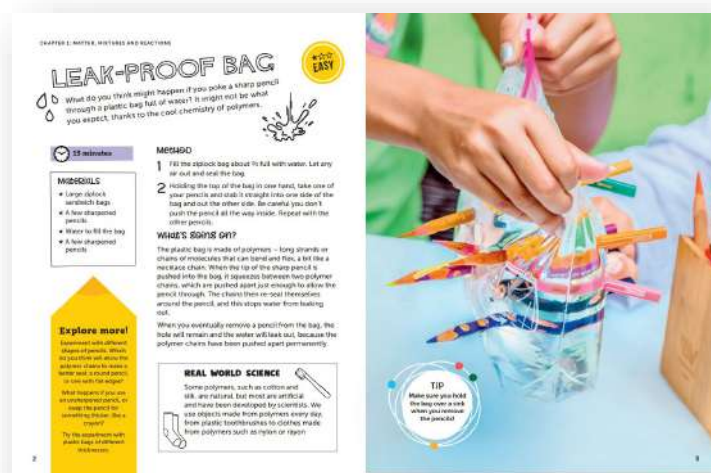 CHAPTER 1: MATTER, MIXTURES AND REACTIONS
LEAK-PROOF BAG
EASY
What do you think might happen if you poke a sharp pencil
through a plastic bag full of water? It might not be what
you expect, thanks to the cool chemistry of polymers.
15 minutes
MATERIALS
Large ziplock
sandwich bags
A few sharpened
pencils
Water to fill the bag
A few sharpened
pencils
METHOD
1 Fill the ziplock bag about ¾ full with water. Let any
air out and seal the bag.
2 Holding the top of the bag in one hand, take one of
your pencils and stab it straight into one side of the
bag and out the other side. Be careful you don't
push the pencil all the way inside. Repeat with the
other pencils.
WHAT'S GOING ON?
The plastic bag is made of polymers – long strands or
chains of molecules that can bend and flex, a bit like a
necklace chain. When the tip of the sharp pencil is
pushed into the bag, it squeezes between two polymer
chains, which are pushed apart just enough to allow the
pencil through. The chains then re-seal themselves
around the pencil, and this stops water from leaking
out.
When you eventually remove a pencil from the bag, the
hole will remain and the water will leak out, because the
polymer chains have been pushed apart permanently.
Explore more!
Experiment with different
shapes of pencils. Which
do you think will allow the
polymer chains to make a
better seal: a round pencil,
or one with flat edges?
What happens if you use
an unsharpened pencil, or
swap the pencil for
something thicker, like a
crayon?
Try the experiment with
plastic bags of different
thicknesses.
REAL WORLD SCIENCE
Some polymers, such as cotton and
silk, are natural, but most are artificial
and have been developed by scientists. We
use objects made from polymers every day,
from plastic toothbrushes to clothes made
from polymers such as nylon or rayon
2
TIP
Make sure you hold
the bag over a sink
when you remove
the pencils!
3